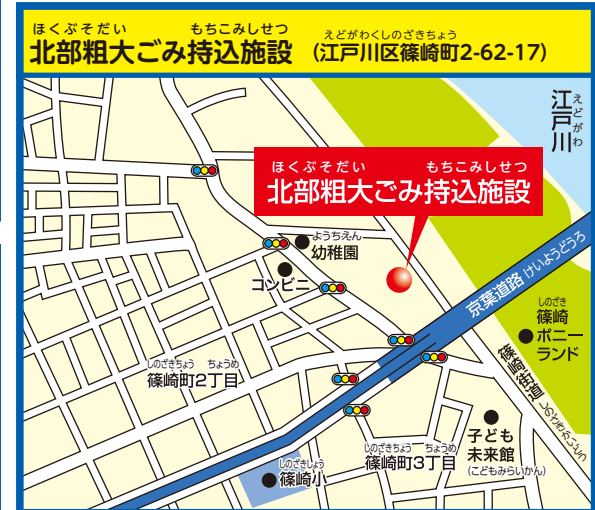 ほくぶそだい もちこみしせつ えどがわくしのざきちょう
北部粗大ごみ持込施設 (江戸川区篠崎町2-62-17)
えどがわ
江戸川
ほくぶそだい もちこみしせつ
北部粗大ごみ持込施設
ようちえん
幼稚園
コンビニ
京葉道路 けいようどうろ
しのざき
篠崎
ポニー
ランド
篠崎街道 しのざきかいどう
しのざきちょう ちょうめ
篠崎町2丁目
子ども
未来館
(こどもみらいかん)
しのざきちょう ちょうめ
篠崎町3丁目
しのざきしょう
篠崎小